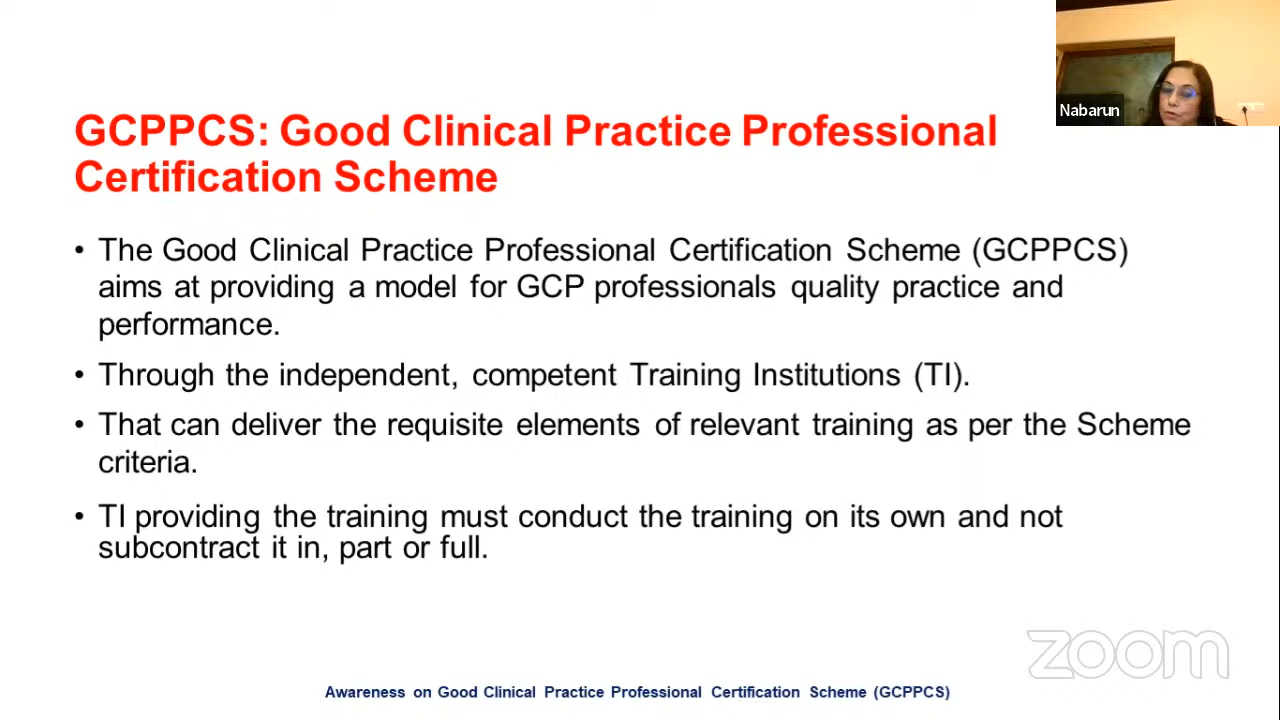 Nabarun
GCPPCS: Good Clinical Practice Professional
Certification Scheme
• The Good Clinical Practice Professional Certification Scheme (GCPPCS)
aims at providing a model for GCP professionals quality practice and
performance.
• Through the independent, competent Training Institutions (TI).
• That can deliver the requisite elements of relevant training as per the Scheme
criteria.
• TI providing the training must conduct the training on its own and not
subcontract it in, part or full.
zoom
Awareness on Good Clinical Practice Professional Certification Scheme (GCPPCS)